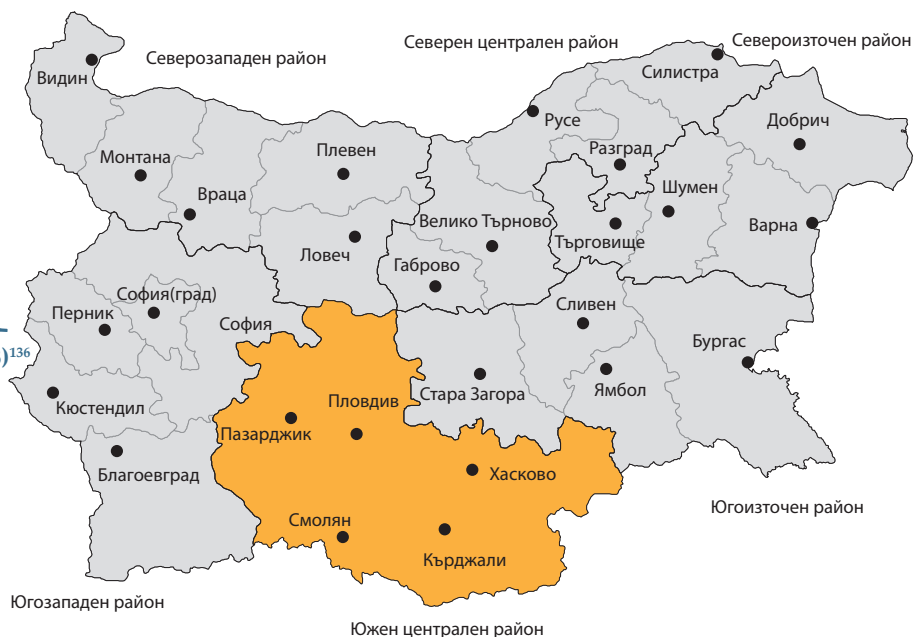 Северозападен район
Северен централен район
Североизточен район
Видин
Силистра
Русе
Добрич
Монтана
Плевен
Разград
Враца
Шумен
Велико Търново
Варна
Ловеч
Търговище
Габрово
София(град)
Перник
София
Сливен
)136
Бургас
Кюстендил
Пловдив
Стара Загора
Ямбол
Пазарджик
Благоевград
Хасково
Югоизточен район
Смолян
Кърджали
Югозападен район
Южен централен район